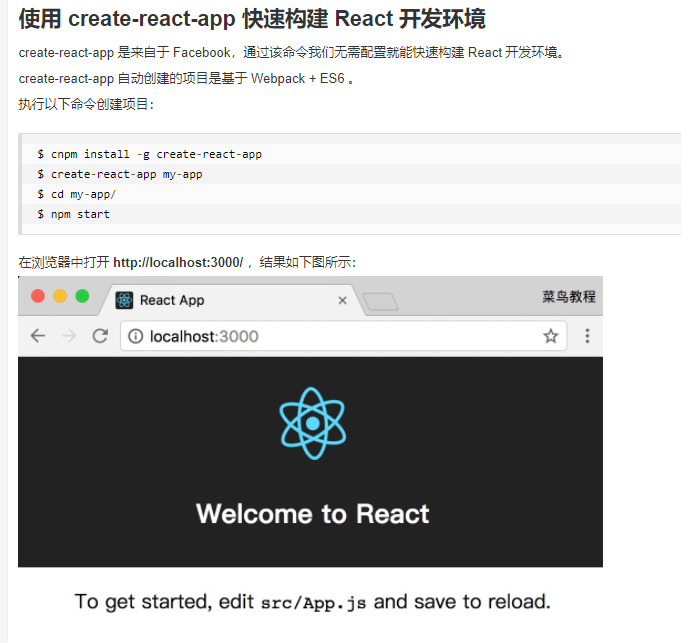 使用 create-react-app 快速构建 React 开发环境
create-react-app 是来自于 Facebook，通过该命令我们无需配置就能快速构建 React 开发环境。
create-react-app 自动创建的项目是基于 Webpack + ES6 。
执行以下命令创建项目：
$ cnpm install -g create-react-app
$ create-react-app my-app
$ cd my-app/
$ npm start
在浏览器中打开 http://localhost:3000/ ，结果如下图所示：
React App
菜鸟教程
localhost:3000
Welcome to React
To get started, edit src/App.js and save to reload.